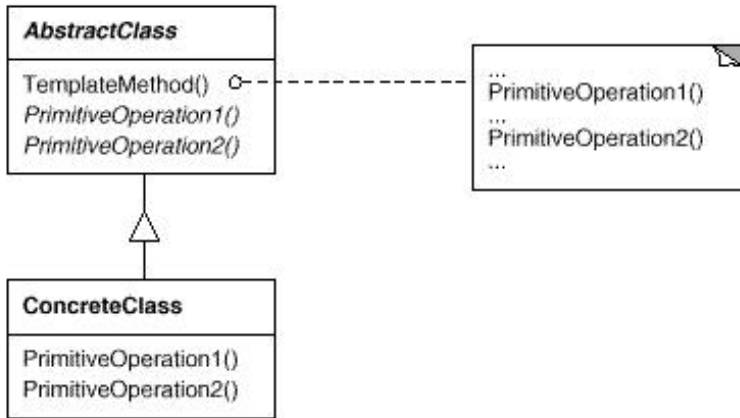 AbstractClass
TemplateMethod()
PrimitiveOperation1()
PrimitiveOperation2()
...
PrimitiveOperation1()
...
PrimitiveOperation2()
...
ConcreteClass
PrimitiveOperation1()
PrimitiveOperation2()